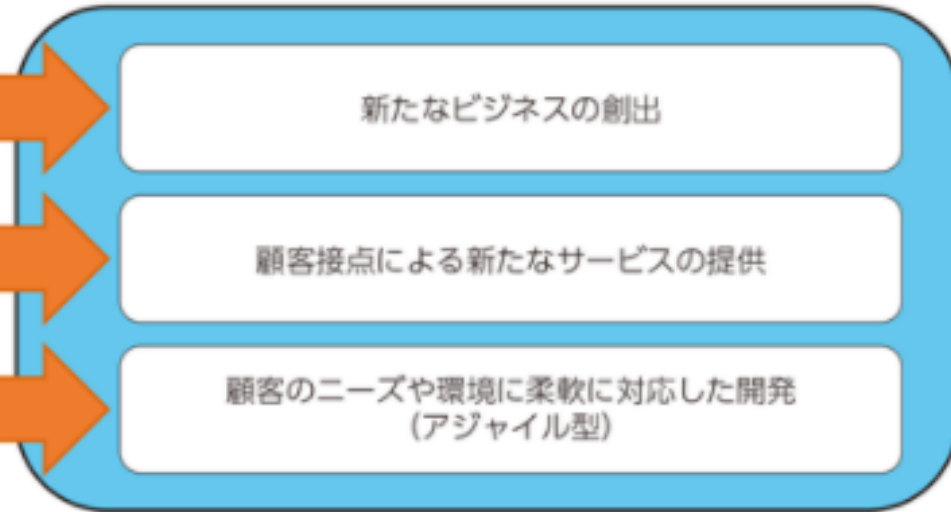 新たなビジネスの創出
顧客接点による新たなサービスの提供
顧客のニーズや環境に柔軟に対応した開発
(アジャイル型)